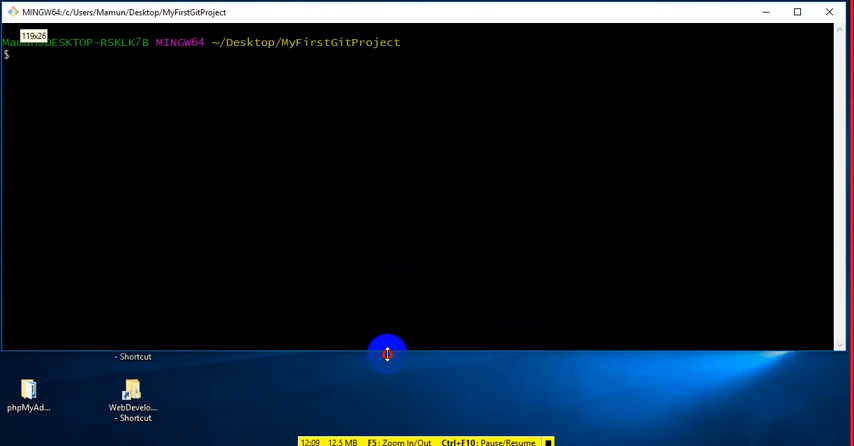 MINGW64:/c/Users/Mamun/Desktop/MyFirstGitProject
119x26
Mamun@DESKTOP-RSKLK7B MINGW64 ~/Desktop/MyFirstGitProject
$
- Shortcut
phpMyAd...
WebDevelo...
- Shortcut
12:09 12.5 MB F5: Zoom In/Out Ctrl+F10: Pause/Resume